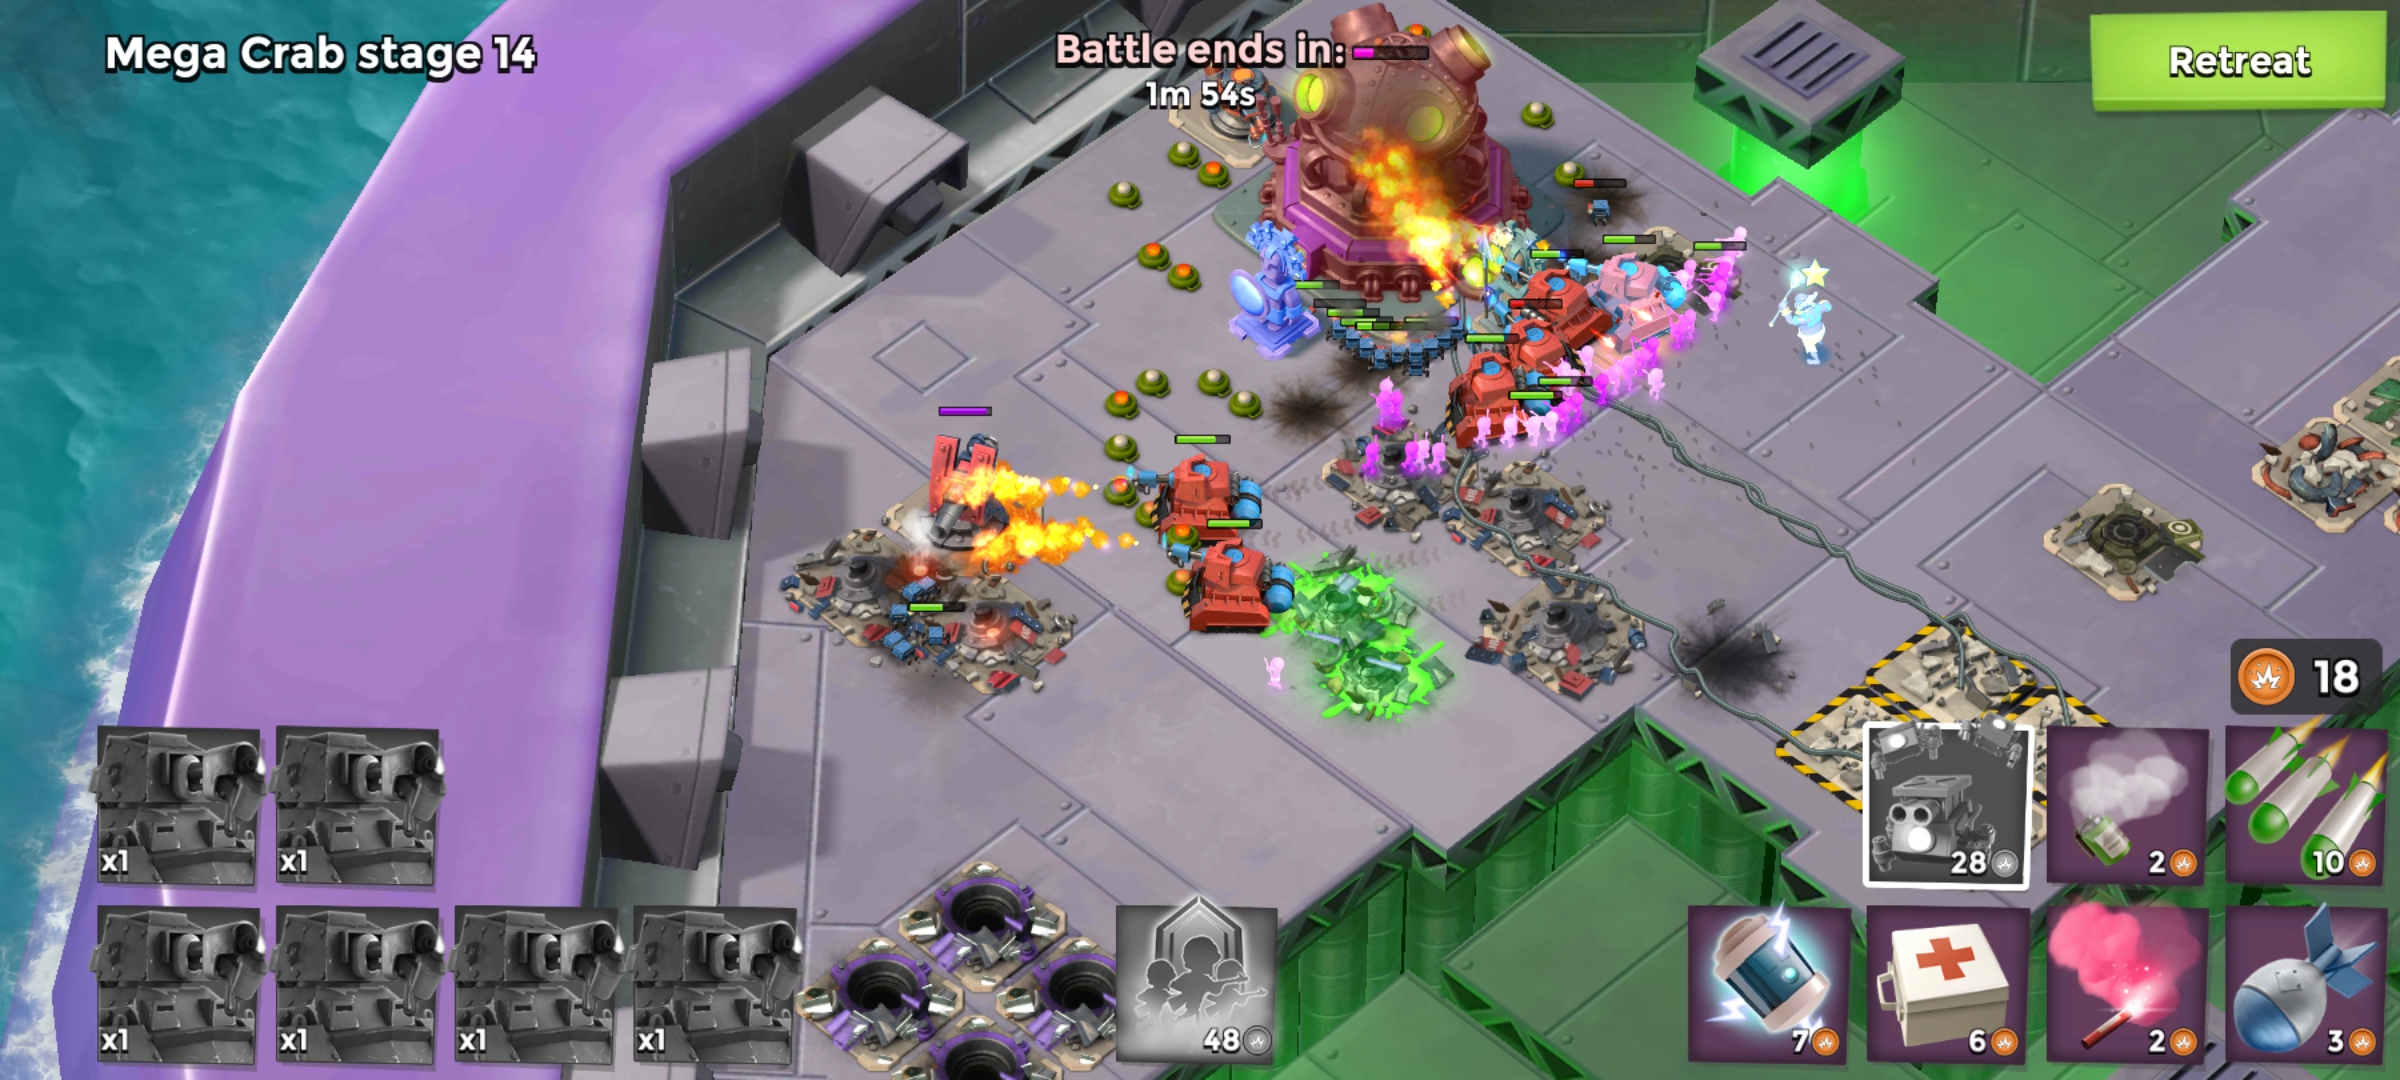 Mega Crab stage 14
Battle ends in:
1m 54s
Retreat
18
x1
x1
28
2
10
x1
x1
x1
x1
48
7
6
2
3